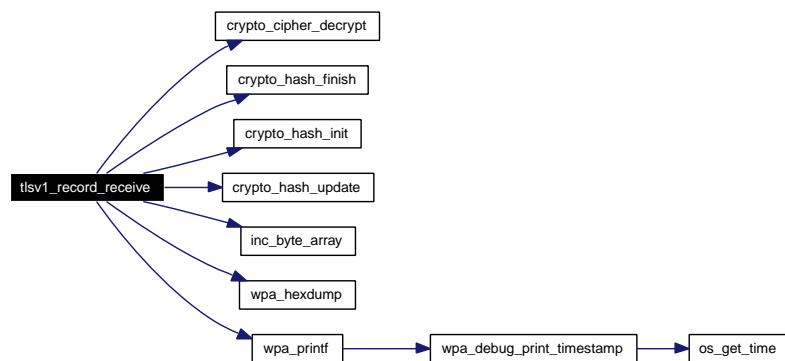 crypto_cipher_decrypt
crypto_hash_finish
crypto_hash_init
tlsv1_record_receive
crypto_hash_update
inc_byte_array
wpa_hexdump
wpa_printf
wpa_debug_print_timestamp
os_get_time